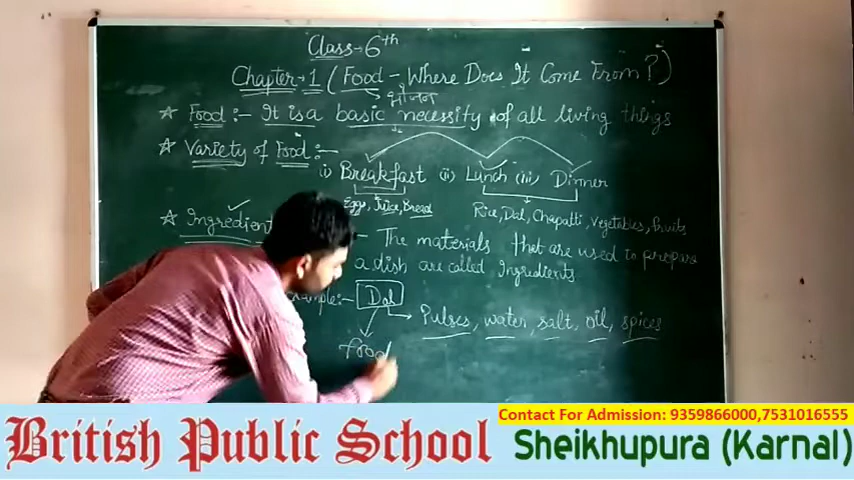 Class-6th
Chapter-1 (Food - Where Does It Come From?)
भोजन
☆ Food :- It is a basic necessity of all living things
☆ Variety of Food :-
(i) Breakfast (ii) Lunch (iii) Dinner
Eggs, Juice, Bread
Rice, Dal, Chapatti, Vegetables, fruits
☆ Ingredient
- The materials that are used to prepare
a dish are called Ingredients
Dal
Pulses, water, salt, oil, spices
food
Contact For Admission: 9359866000,7531016555
British Public School
Sheikhupura (Karnal)